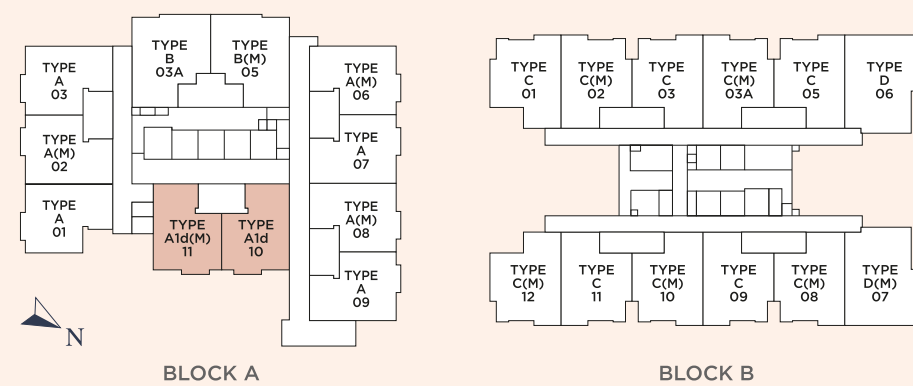 TYPE
B
03A
TYPE
B(M)
05
TYPE
A
03
TYPE
A(M)
06
TYPE
A(M)
02
TYPE
A
07
TYPE
A
01
TYPE
A1d(M)
11
TYPE
A1d
10
TYPE
A(M)
08
TYPE
A
09
N
BLOCK A
TYPE
C
01
TYPE
C(M)
02
TYPE
C
03
TYPE
C(M)
03A
TYPE
C
05
TYPE
D
06
TYPE
C(M)
12
TYPE
C
11
TYPE
C(M)
10
TYPE
C
09
TYPE
C(M)
08
TYPE
D(M)
07
BLOCK B